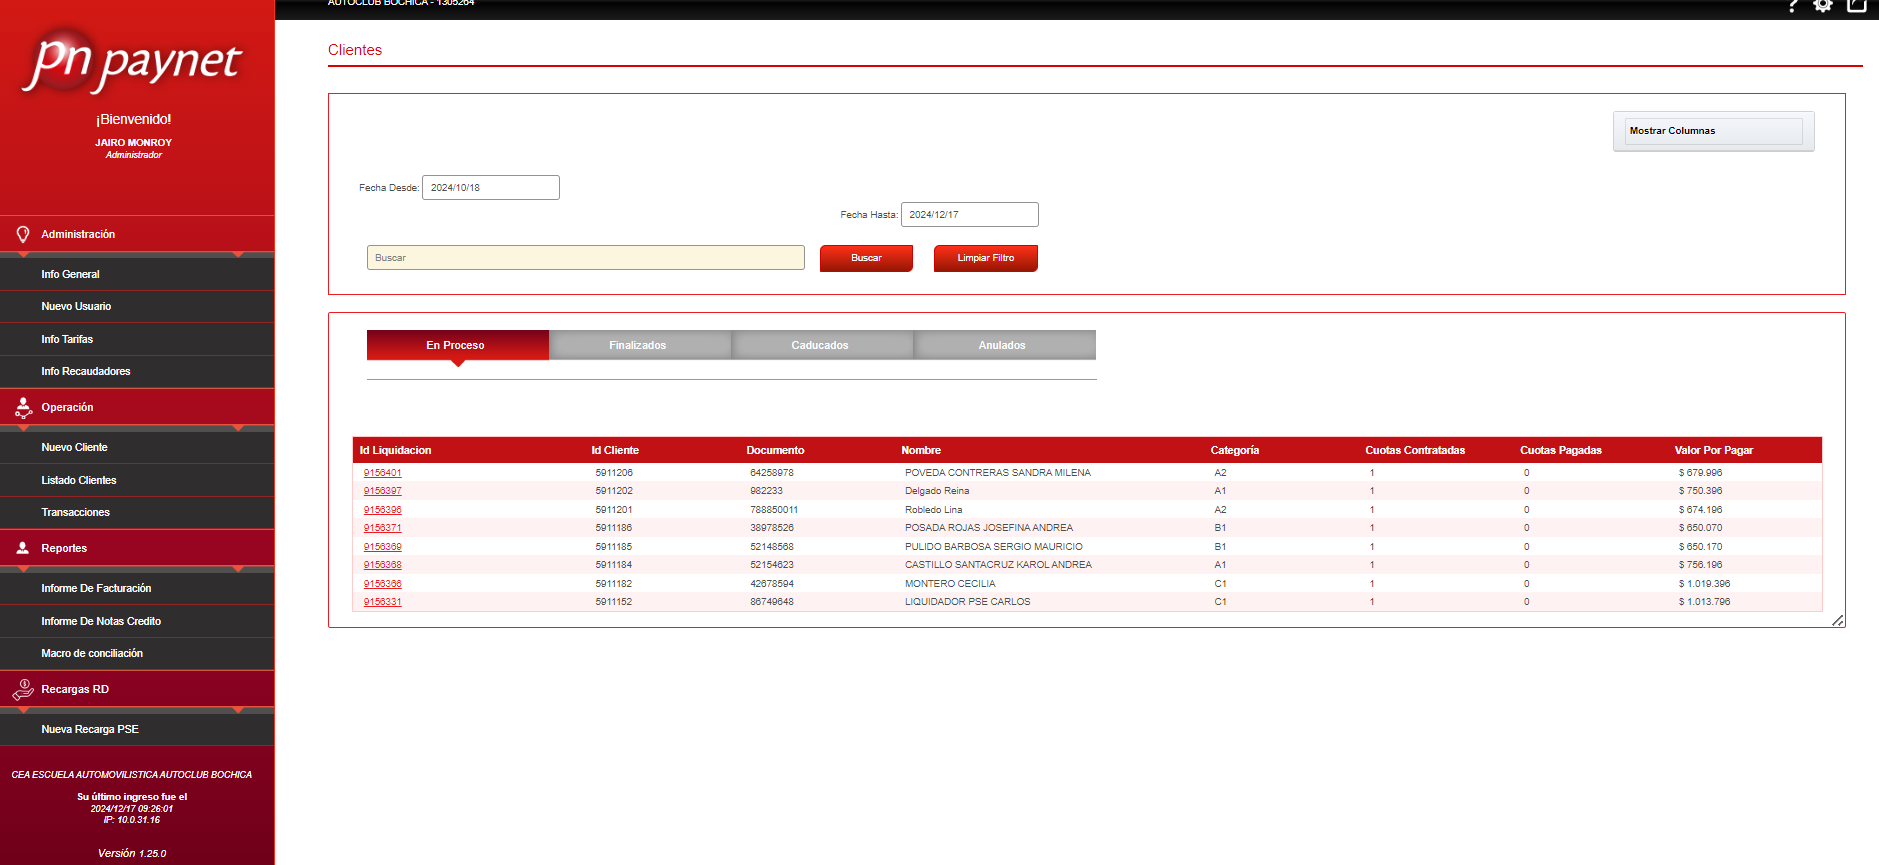 AUTOCLUB BOCHICA - 1305264
pn paynet
¡Bienvenido!
JAIRO MONROY
Administrador
Administración
Info General
Nuevo Usuario
Info Tarifas
Info Recaudadores
Operación
Nuevo Cliente
Listado Clientes
Transacciones
Reportes
Informe De Facturación
Informe De Notas Credito
Macro de conciliación
Recargas RD
Nueva Recarga PSE
CEA ESCUELA AUTOMOVILISTICA AUTOCLUB BOCHICA
Su último ingreso fue el
2024/12/17 09:26:01
IP: 10.0.31.16
Versión 1.25.0
Clientes
Mostrar Columnas
Fecha Desde: 2024/10/18
Fecha Hasta: 2024/12/17
Buscar Buscar Limpiar Filtro
En Proceso Finalizados Caducados Anulados
Id Liquidacion Id Cliente Documento Nombre Categoría Cuotas Contratadas Cuotas Pagadas Valor Por Pagar
9156401 5911206 64258978 POVEDA CONTRERAS SANDRA MILENA A2 1 0 $ 679.996
9156397 5911202 982233 Delgado Reina A1 1 0 $ 750.396
9156396 5911201 788850011 Robledo Lina A2 1 0 $ 674.196
9156371 5911186 38978526 POSADA ROJAS JOSEFINA ANDREA B1 1 0 $ 650.070
9156369 5911185 52148568 PULIDO BARBOSA SERGIO MAURICIO B1 1 0 $ 650.170
9156368 5911184 52154623 CASTILLO SANTACRUZ KAROL ANDREA A1 1 0 $ 756.196
9156366 5911182 42678594 MONTERO CECILIA C1 1 0 $ 1.019.396
9156331 5911152 86749648 LIQUIDADOR PSE CARLOS C1 1 0 $ 1.013.796